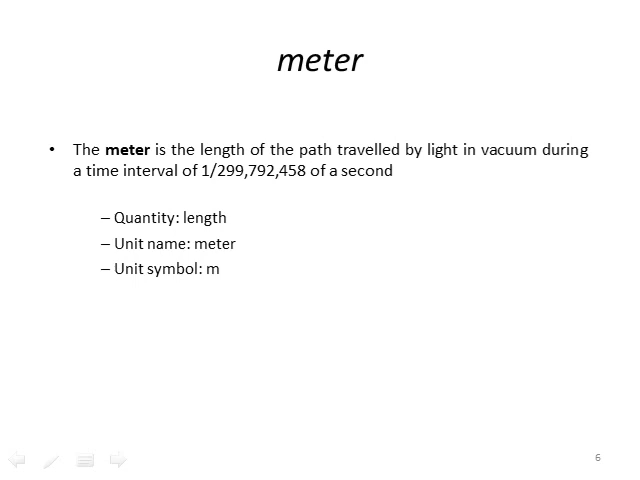 meter
• The meter is the length of the path travelled by light in vacuum during
a time interval of 1/299,792,458 of a second
– Quantity: length
– Unit name: meter
– Unit symbol: m
6